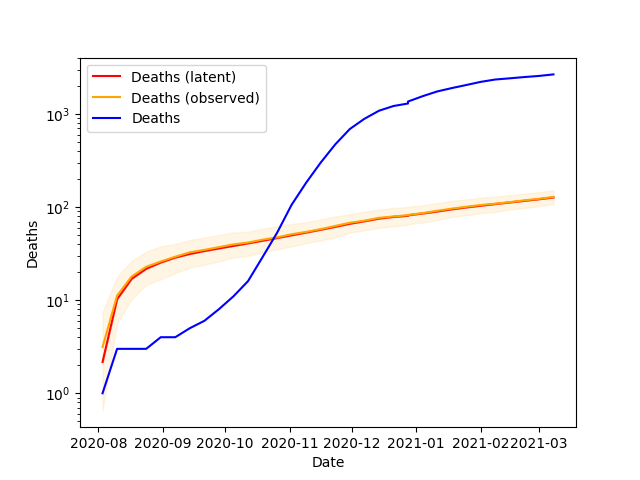 Deaths (latent)
Deaths (observed)
Deaths
10³
10²
10¹
10⁰
Deaths
2020-08 2020-09 2020-10 2020-11 2020-12 2021-01 2021-02 2021-03
Date